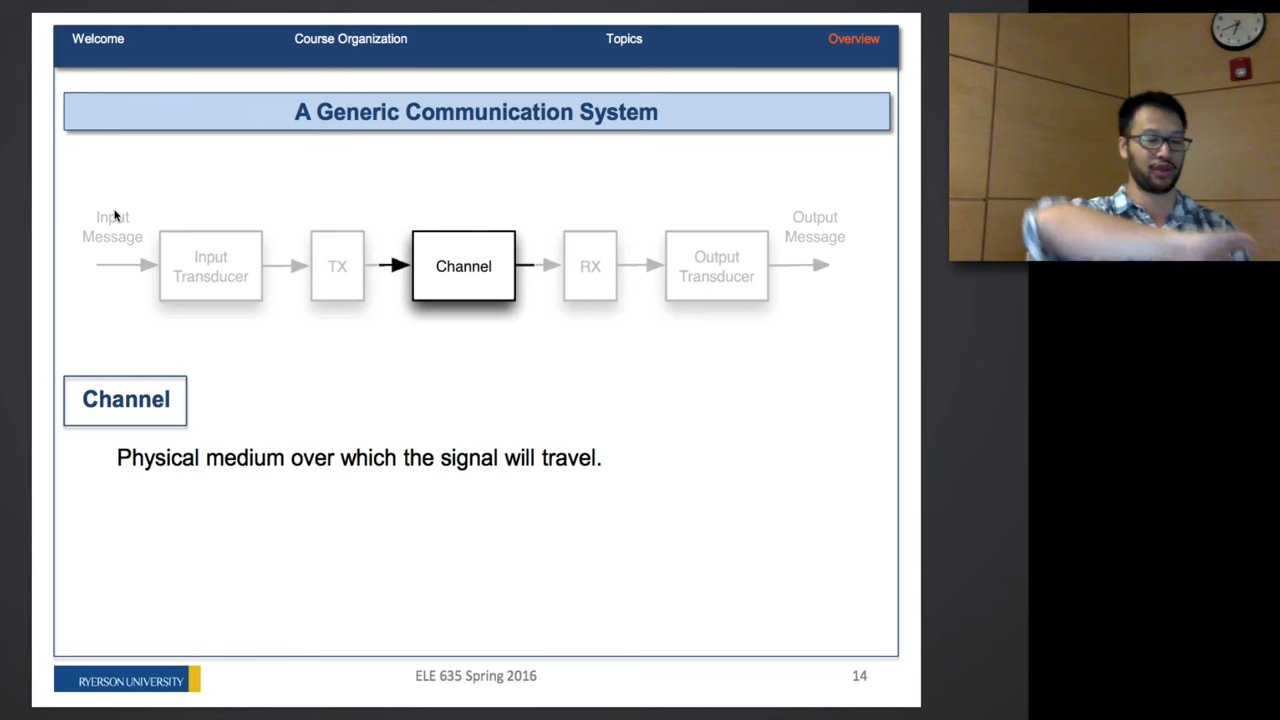 Welcome Course Organization Topics Overview
A Generic Communication System
Input
Message
Input
Transducer
TX
Channel
RX
Output
Transducer
Output
Message
Channel
Physical medium over which the signal will travel.
RYERSON UNIVERSITY
ELE 635 Spring 2016
14